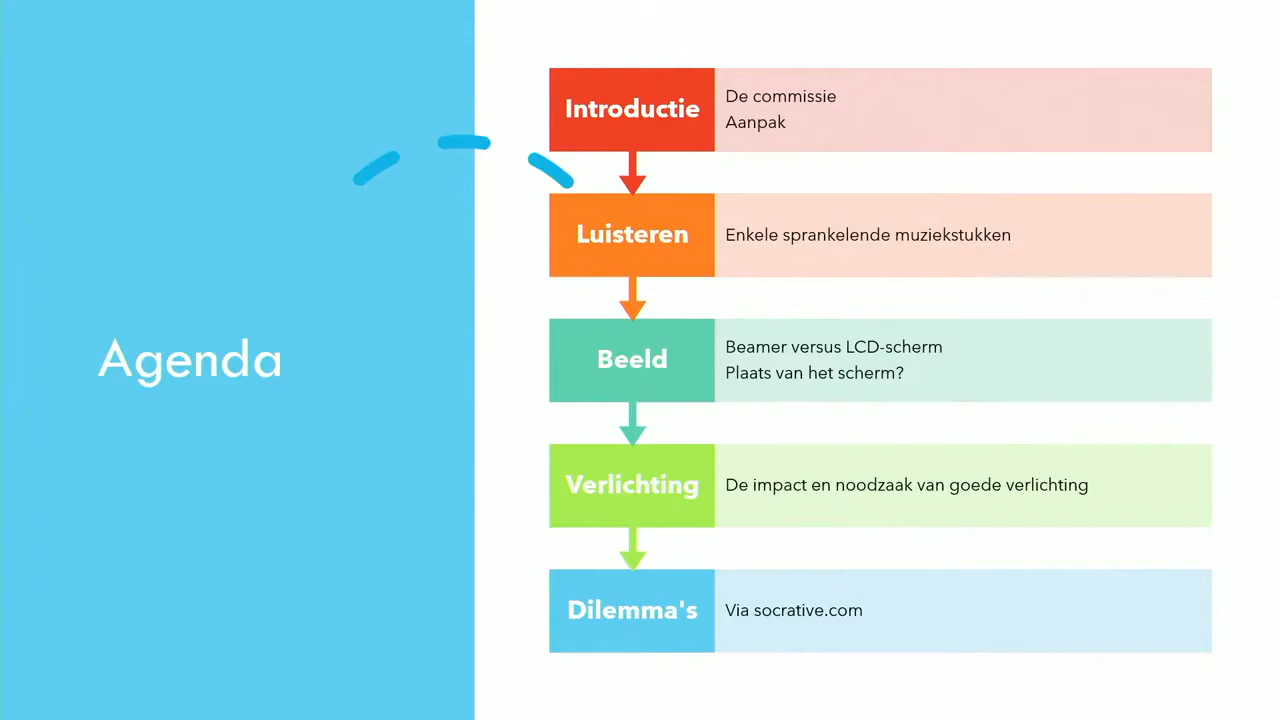 Agenda
Introductie
De commissie
Aanpak
Luisteren
Enkele sprankelende muziekstukken
Beeld
Beamer versus LCD-scherm
Plaats van het scherm?
Verlichting
De impact en noodzaak van goede verlichting
Dilemma's
Via socrative.com